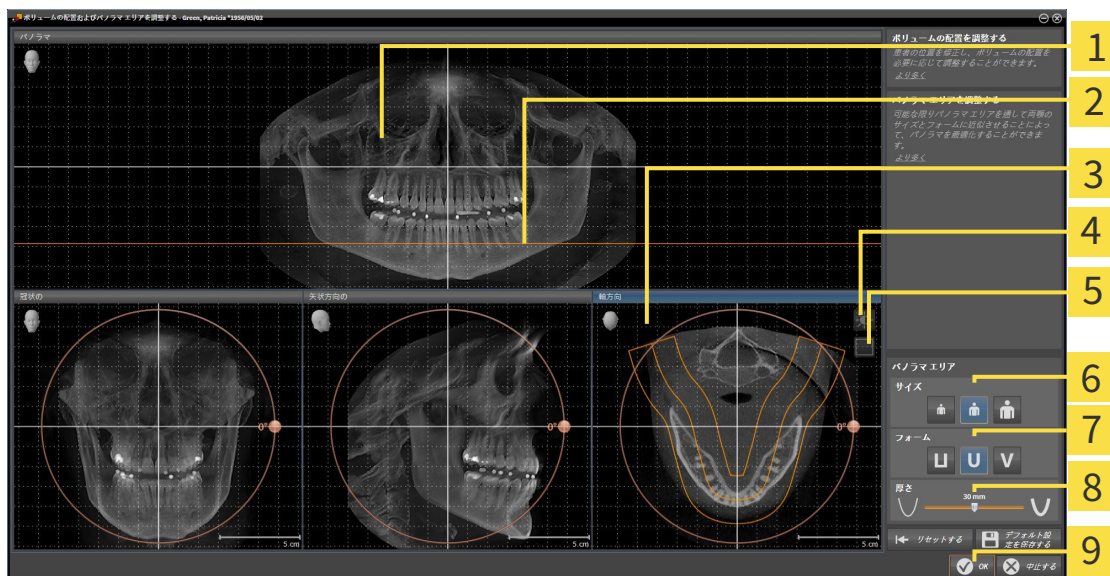 ボリュームの配置およびパノラマエリアを調整する - Green, Patricia *1956/05/02
パノラマ
ボリュームの配置を調整する
患者の位置を修正し、ボリュームの配置を
必要に応じて調整することができます。
より多く
パノラマエリアを調整する
可能な限りパノラマエリアを通して両顎の
サイズとフォームに近似させることによっ
て、パノラマを最適化することができま
す。
より多く
1
2
3
4
5
6
7
8
9
冠状の
矢状方向の
軸方向
0°
0°
0°
5 cm
5 cm
5 cm
パノラマエリア
サイズ
フォーム
U
V
厚さ
30 mm
リセットする
デフォルト設
定を保存する
OK
中止する